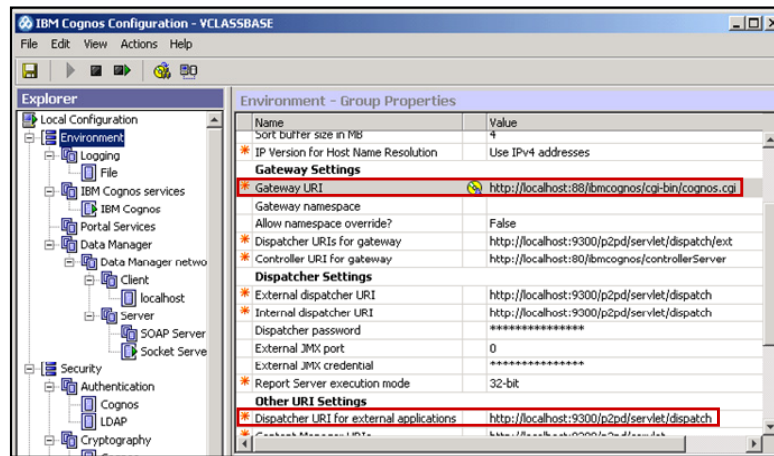 IBM Cognos Configuration - VCLASSBASE
File Edit View Actions Help
Explorer
Local Configuration
Environment
Logging
File
IBM Cognos services
IBM Cognos
Portal Services
Data Manager
Data Manager netwo
Client
localhost
Server
SOAP Server
Socket Serve
Security
Authentication
Cognos
LDAP
Cryptography
Environment - Group Properties
Name Value
Sort buffer size in MB 4
* IP Version for Host Name Resolution Use IPv4 addresses
Gateway Settings
* Gateway URI http://localhost:88/ibmcognos/cgi-bin/cognos.cgi
Gateway namespace
Allow namespace override? False
* Dispatcher URIs for gateway http://localhost:9300/p2pd/servlet/dispatch/ext
* Controller URI for gateway http://localhost:80/ibmcognos/controllerServer
Dispatcher Settings
* External dispatcher URI http://localhost:9300/p2pd/servlet/dispatch
* Internal dispatcher URI http://localhost:9300/p2pd/servlet/dispatch
Dispatcher password ***************
External JMX port 0
External JMX credential ***************
* Report Server execution mode 32-bit
Other URI Settings
* Dispatcher URI for external applications http://localhost:9300/p2pd/servlet/dispatch